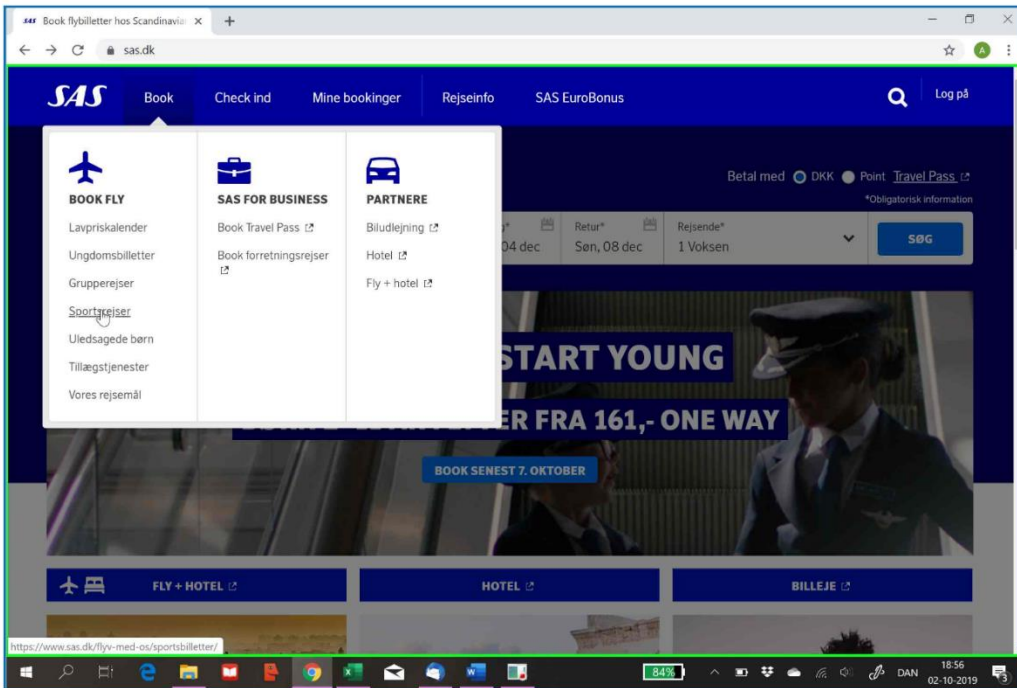 SAS Book flybilletter hos Scandinavia
sas.dk
A
SAS
Book
Check ind
Mine bookinger
Rejseinfo
SAS EuroBonus
Log på
BOOK FLY
Lavpriskalender
Ungdomsbilletter
Grupperejser
Sportsrejser
Uledsagede børn
Tillægstjenester
Vores rejsemål
SAS FOR BUSINESS
Book Travel Pass
Book forretningsrejser
PARTNERE
Biludlejning
Hotel
Fly + hotel
Betal med DKK Point Travel Pass
*Obligatorisk information
04 dec
Retur*
Søn, 08 dec
Rejsende*
1 Voksen
SØG
START YOUNG
FRA 161,- ONE WAY
BOOK SENEST 7. OKTOBER
FLY + HOTEL
HOTEL
BILLEJE
https://www.sas.dk/flyv-med-os/sportsbilletter/
84%
DAN
18:56
02-10-2019
3